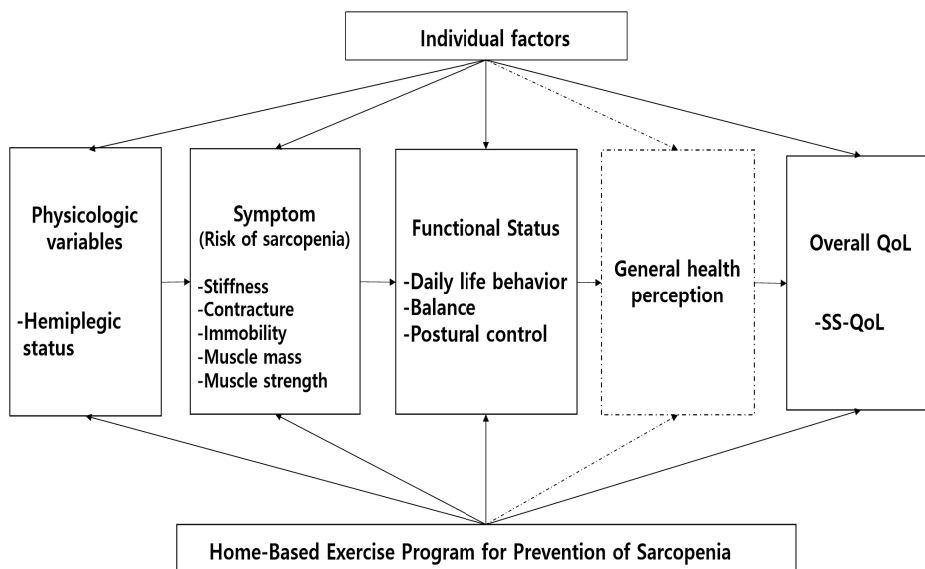 Individual factors
Physicologic
variables
-Hemiplegic
status
Symptom
(Risk of sarcopenia)
-Stiffness
-Contracture
-Immobility
-Muscle mass
-Muscle strength
Functional Status
-Daily life behavior
-Balance
-Postural control
General health
perception
Overall QoL
-SS-QoL
Home-Based Exercise Program for Prevention of Sarcopenia